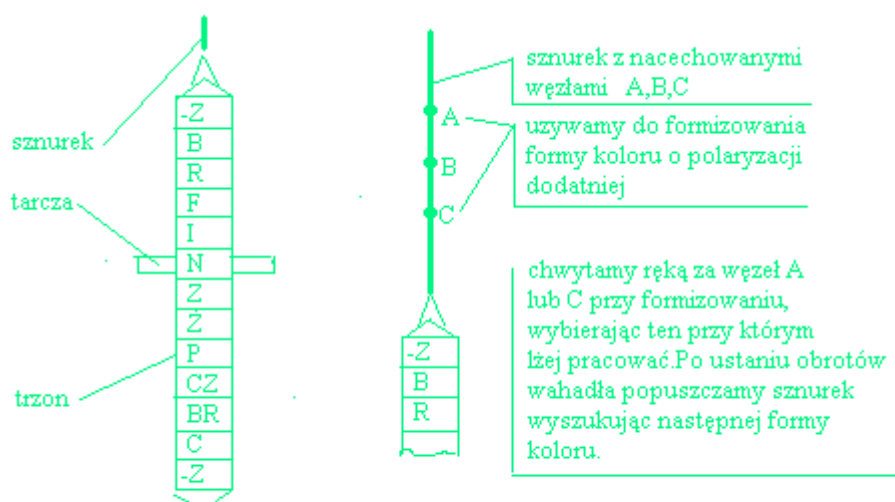 sznurek
tarcza
trzon
-Z
B
R
F
I
N
Z
Ż
P
CZ
BR
C
-Z
A
B
C
-Z
B
R
sznurek z nacechowanymi
węzłami A,B,C
uzywamy do formizowania
formy koloru o polaryzacji
dodatniej
chwytamy ręką za węzeł A
lub C przy formizowaniu,
wybierając ten przy którym
lżej pracować.Po ustaniu obrotów
wahadła popuszczamy sznurek
wyszukując następnej formy
koloru.